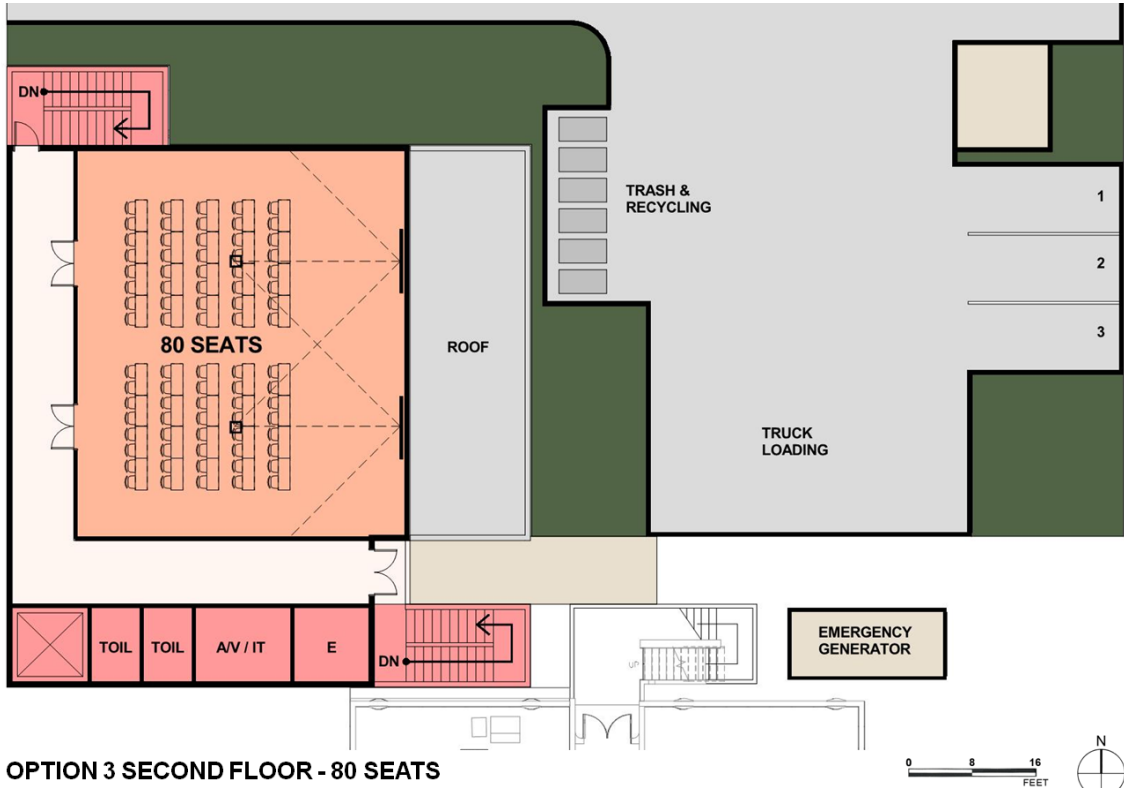 DN
TRASH &
RECYCLING
1
2
3
80 SEATS
ROOF
TRUCK
LOADING
TOIL
TOIL
A/V / IT
E
DN
EMERGENCY
GENERATOR
S
OPTION 3 SECOND FLOOR - 80 SEATS
0 8 16
FEET
N